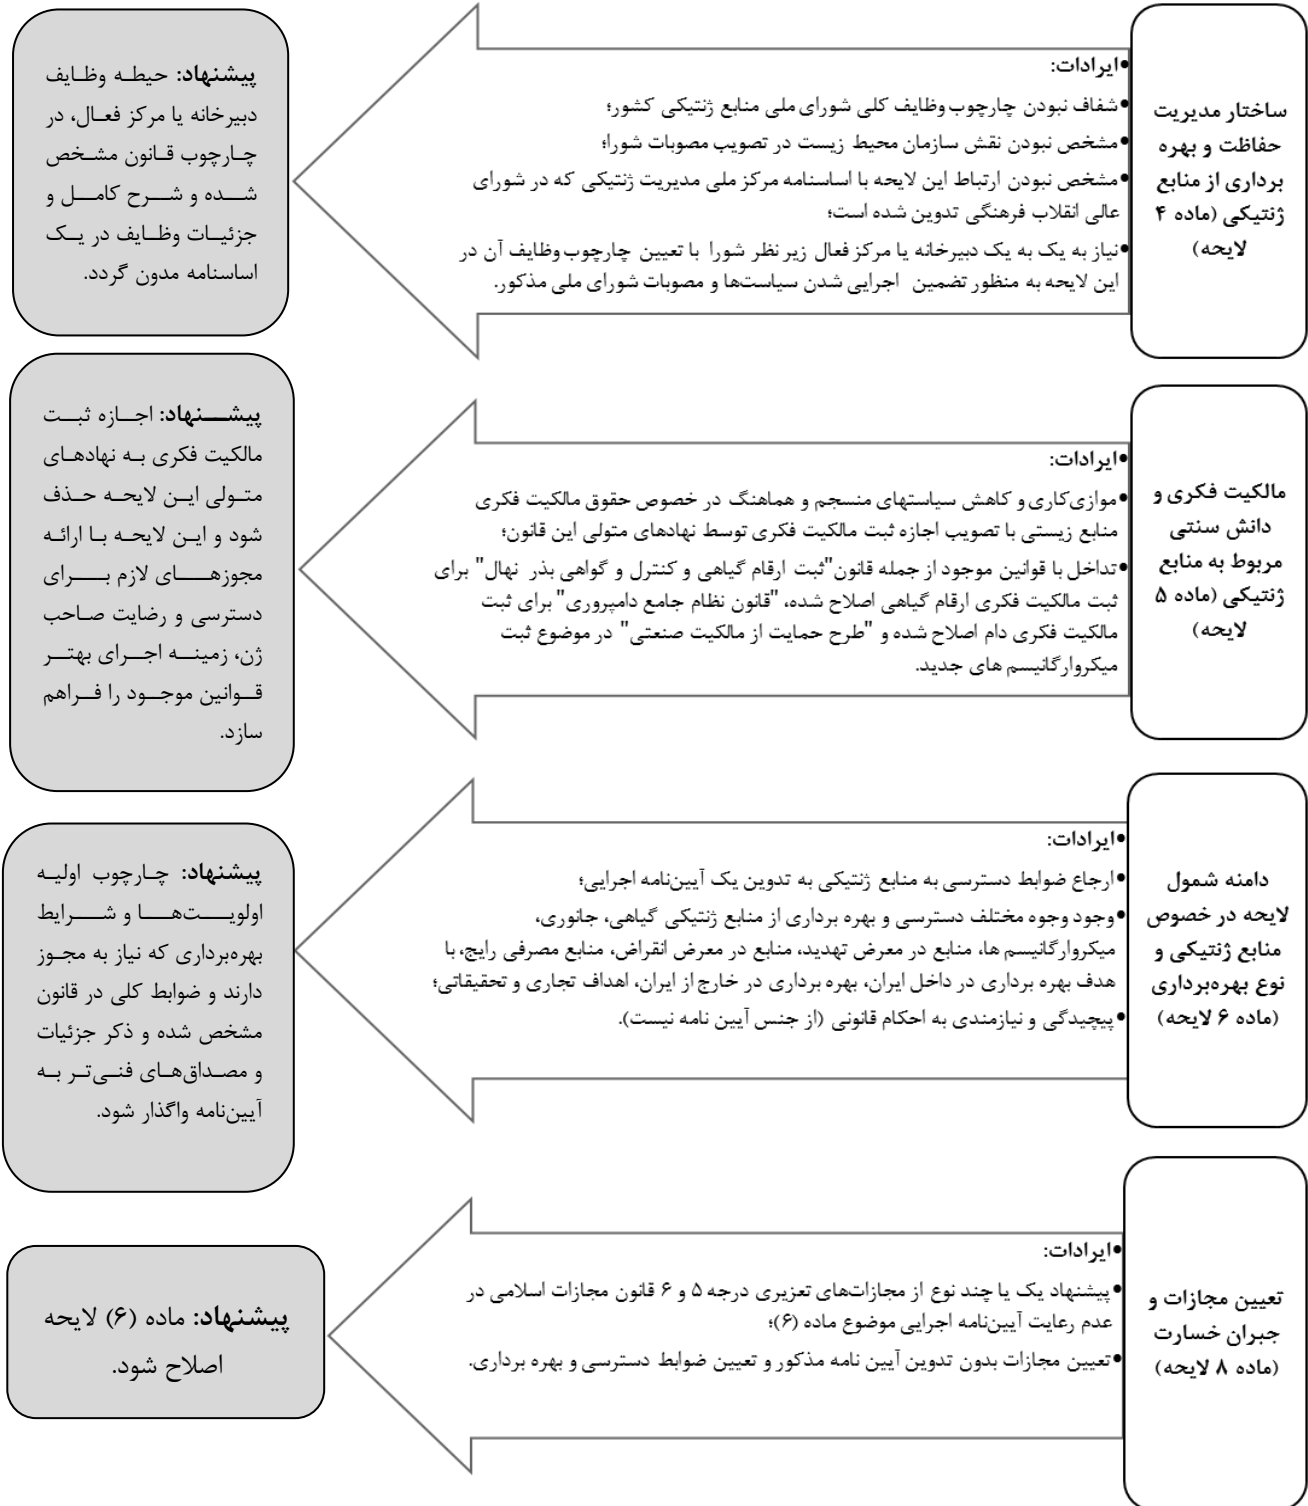 ساختار مدیریت
حفاظت و بهره
برداری از منابع
ژنتیکی (ماده ۴
لایحه)
•ایرادات:
•شفاف نبودن چارچوب وظایف کلی شورای ملی منابع ژنتیکی کشور؛
•مشخص نبودن نقش سازمان محیط زیست در تصویب مصوبات شورا؛
•مشخص نبودن ارتباط این لایحه با اساسنامه مرکز ملی مدیریت ژنتیکی که در شورای
عالی انقلاب فرهنگی تدوین شده است؛
•نیاز به یک به یک دبیرخانه یا مرکز فعال زیر نظر شورا با تعیین چارچوب وظایف آن در
این لایحه به منظور تضمین اجرایی شدن سیاست‌ها و مصوبات شورای ملی مذکور.
پیشنهاد: حیطه وظایف
دبیرخانه یا مرکز فعال، در
چارچوب قانون مشخص
شده و شرح کامل و
جزئیات وظایف در یک
اساسنامه مدون گردد.
مالکیت فکری و
دانش سنتی
مربوط به منابع
ژنتیکی (ماده ۵
لایحه)
•ایرادات:
•موازی‌کاری و کاهش سیاستهای منسجم و هماهنگ در خصوص حقوق مالکیت فکری
منابع زیستی با تصویب اجازه ثبت مالکیت فکری توسط نهادهای متولی این قانون؛
•تداخل با قوانین موجود از جمله قانون"ثبت ارقام گیاهی و کنترل و گواهی بذر نهال" برای
ثبت مالکیت فکری ارقام گیاهی اصلاح شده، "قانون نظام جامع دامپروری" برای ثبت
مالکیت فکری دام اصلاح شده و "طرح حمایت از مالکیت صنعتی" در موضوع ثبت
میکروارگانیسم های جدید.
پیشنهاد: اجازه ثبت
مالکیت فکری به نهادهای
متولی این لایحه حذف
شود و این لایحه با ارائه
مجوزهای لازم برای
دسترسی و رضایت صاحب
ژن، زمینه اجرای بهتر
قوانین موجود را فراهم
سازد.
دامنه شمول
لایحه در خصوص
منابع ژنتیکی و
نوع بهره‌برداری
(ماده ۶ لایحه)
•ایرادات:
•ارجاع ضوابط دسترسی به منابع ژنتیکی به تدوین یک آیین‌نامه اجرایی؛
•وجود وجوه مختلف دسترسی و بهره برداری از منابع ژنتیکی گیاهی، جانوری،
میکروارگانیسم ها، منابع در معرض تهدید، منابع در معرض انقراض، منابع مصرفی رایج، با
هدف بهره برداری در داخل ایران، بهره برداری در خارج از ایران، اهداف تجاری و تحقیقاتی؛
•پیچیدگی و نیازمندی به احکام قانونی (از جنس آیین نامه نیست).
پیشنهاد: چارچوب اولیه
اولویت‌ها و شرایط
بهره‌برداری که نیاز به مجوز
دارند و ضوابط کلی در قانون
مشخص شده و ذکر جزئیات
و مصداق‌های فنی‌تر به
آیین‌نامه واگذار شود.
تعیین مجازات و
جبران خسارت
(ماده ۸ لایحه)
•ایرادات:
•پیشنهاد یک یا چند نوع از مجازات‌های تعزیری درجه ۵ و ۶ قانون مجازات اسلامی در
عدم رعایت آیین‌نامه اجرایی موضوع ماده (۶)؛
•تعیین مجازات بدون تدوین آیین نامه مذکور و تعیین ضوابط دسترسی و بهره برداری.
پیشنهاد: ماده (۶) لایحه
اصلاح شود.